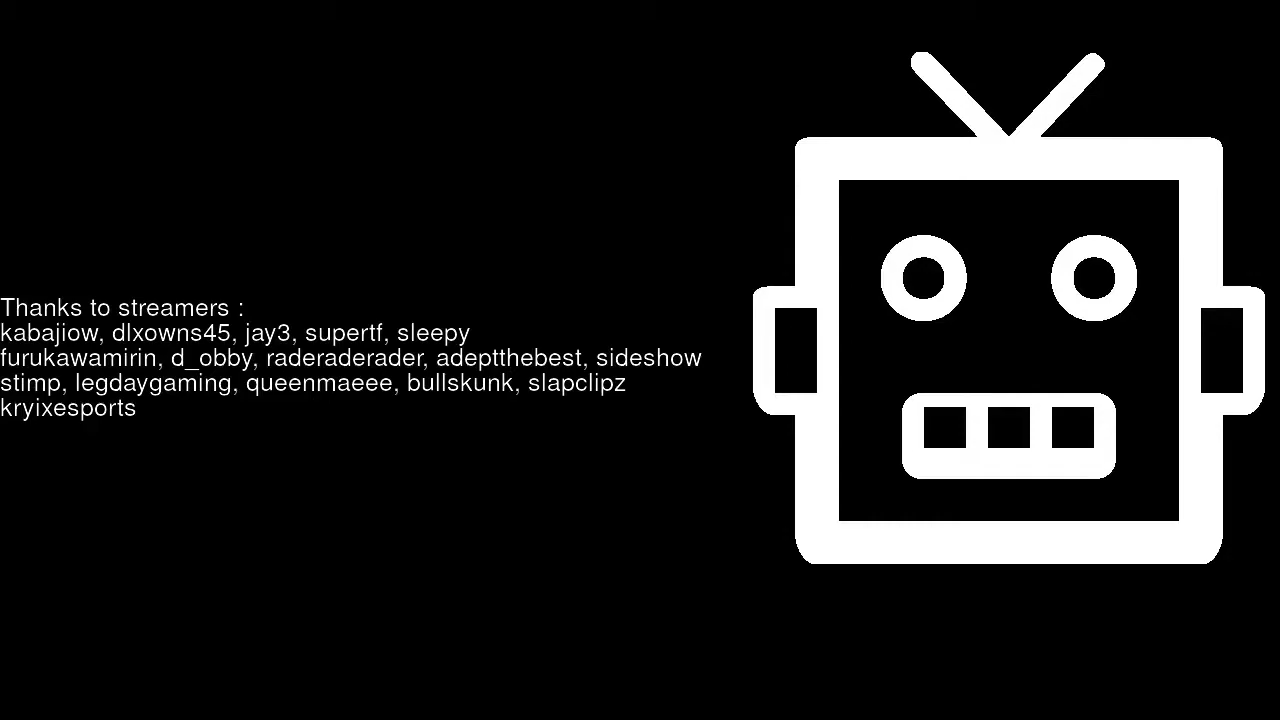 Thanks to streamers :
kabajiow, dlxowns45, jay3, supertf, sleepy
furukawamirin, d_obby, raderaderader, adeptthebest, sideshow
stimp, legdaygaming, queenmaeee, bullskunk, slapclipz
kryixesports